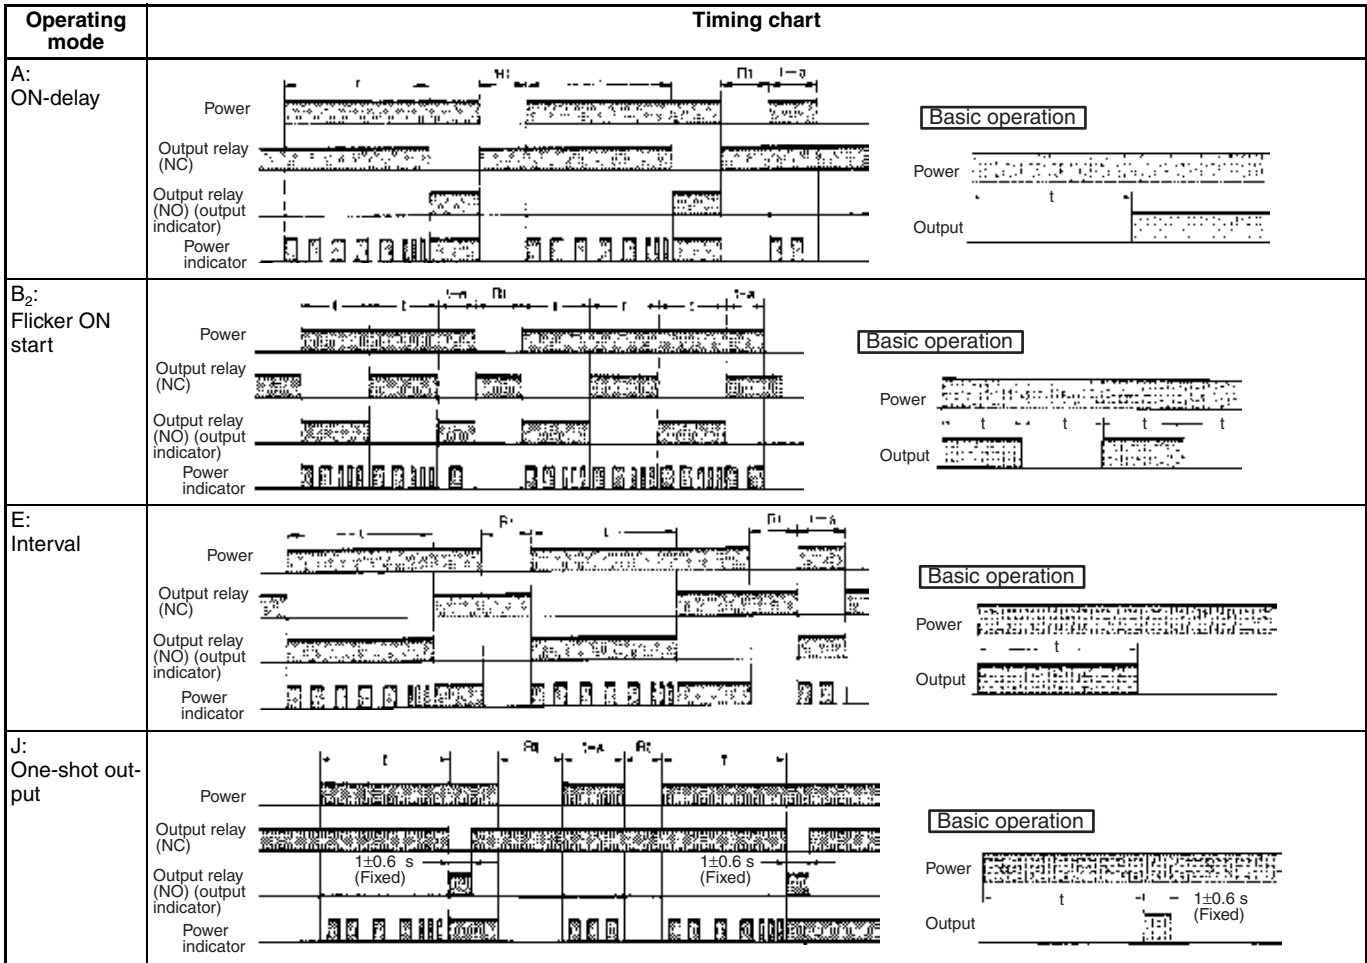 Operating mode
Timing chart
A:
ON-delay
Power
Output relay (NC)
Output relay (NO) (output indicator)
Power indicator
Basic operation
Power
t
Output
B2:
Flicker ON start
Power
Output relay (NC)
Output relay (NO) (output indicator)
Power indicator
Basic operation
Power
t t t t
Output
E:
Interval
Power
Output relay (NC)
Output relay (NO) (output indicator)
Power indicator
Basic operation
Power
t
Output
J:
One-shot out-
put
Power
Output relay (NC)
1±0.6 s (Fixed)
1±0.6 s (Fixed)
Output relay (NO) (output indicator)
Power indicator
Basic operation
Power
t
1±0.6 s (Fixed)
Output